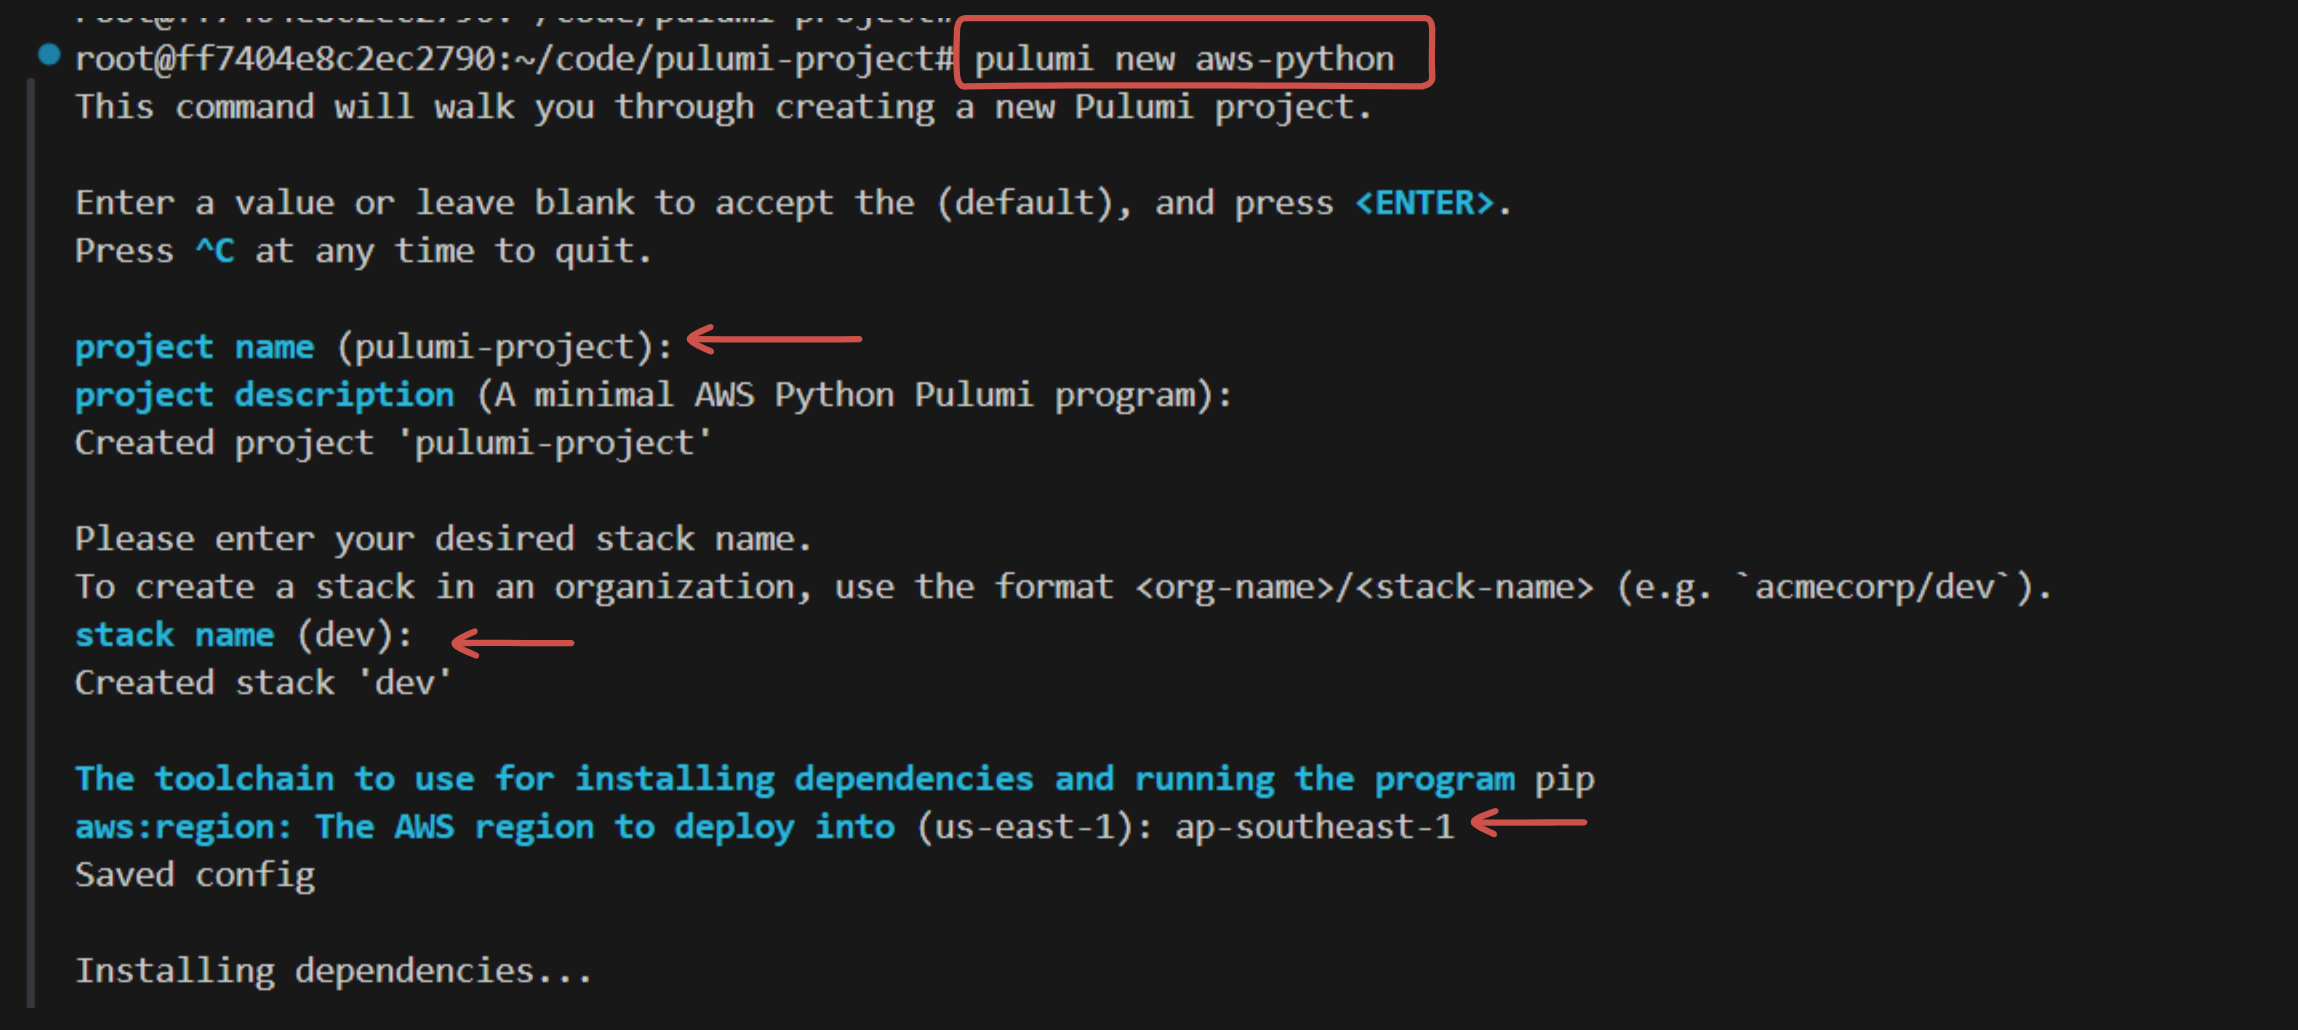 root@ff7404e8c2ec2790:~/code/pulumi-project#
root@ff7404e8c2ec2790:~/code/pulumi-project# pulumi new aws-python
This command will walk you through creating a new Pulumi project.
Enter a value or leave blank to accept the (default), and press <ENTER>.
Press ^C at any time to quit.
project name (pulumi-project):
project description (A minimal AWS Python Pulumi program):
Created project 'pulumi-project'
Please enter your desired stack name.
To create a stack in an organization, use the format <org-name>/<stack-name> (e.g. `acmecorp/dev`).
stack name (dev):
Created stack 'dev'
The toolchain to use for installing dependencies and running the program pip
aws:region: The AWS region to deploy into (us-east-1): ap-southeast-1
Saved config
Installing dependencies...